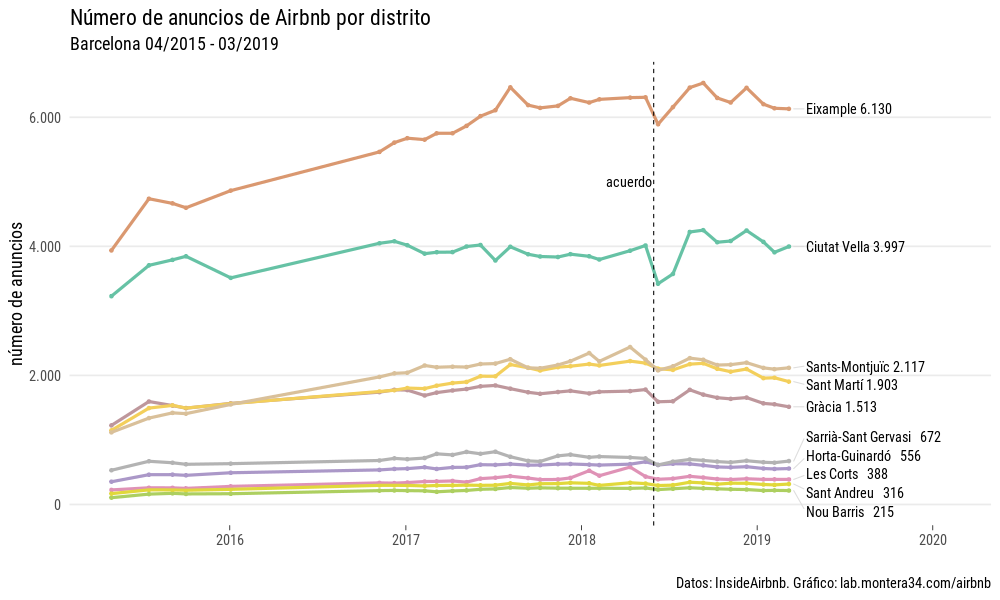 Número de anuncios de Airbnb por distrito
Barcelona 04/2015 - 03/2019
número de anuncios
6.000
4.000
2.000
0
acuerdo
Eixample 6.130
Ciutat Vella 3.997
Sants-Montjuïc 2.117
Sant Martí 1.903
Gràcia 1.513
Sarrià-Sant Gervasi 672
Horta-Guinardó 556
Les Corts 388
Sant Andreu 316
Nou Barris 215
2016 2017 2018 2019 2020
Datos: InsideAirbnb. Gráfico: lab.montera34.com/airbnb